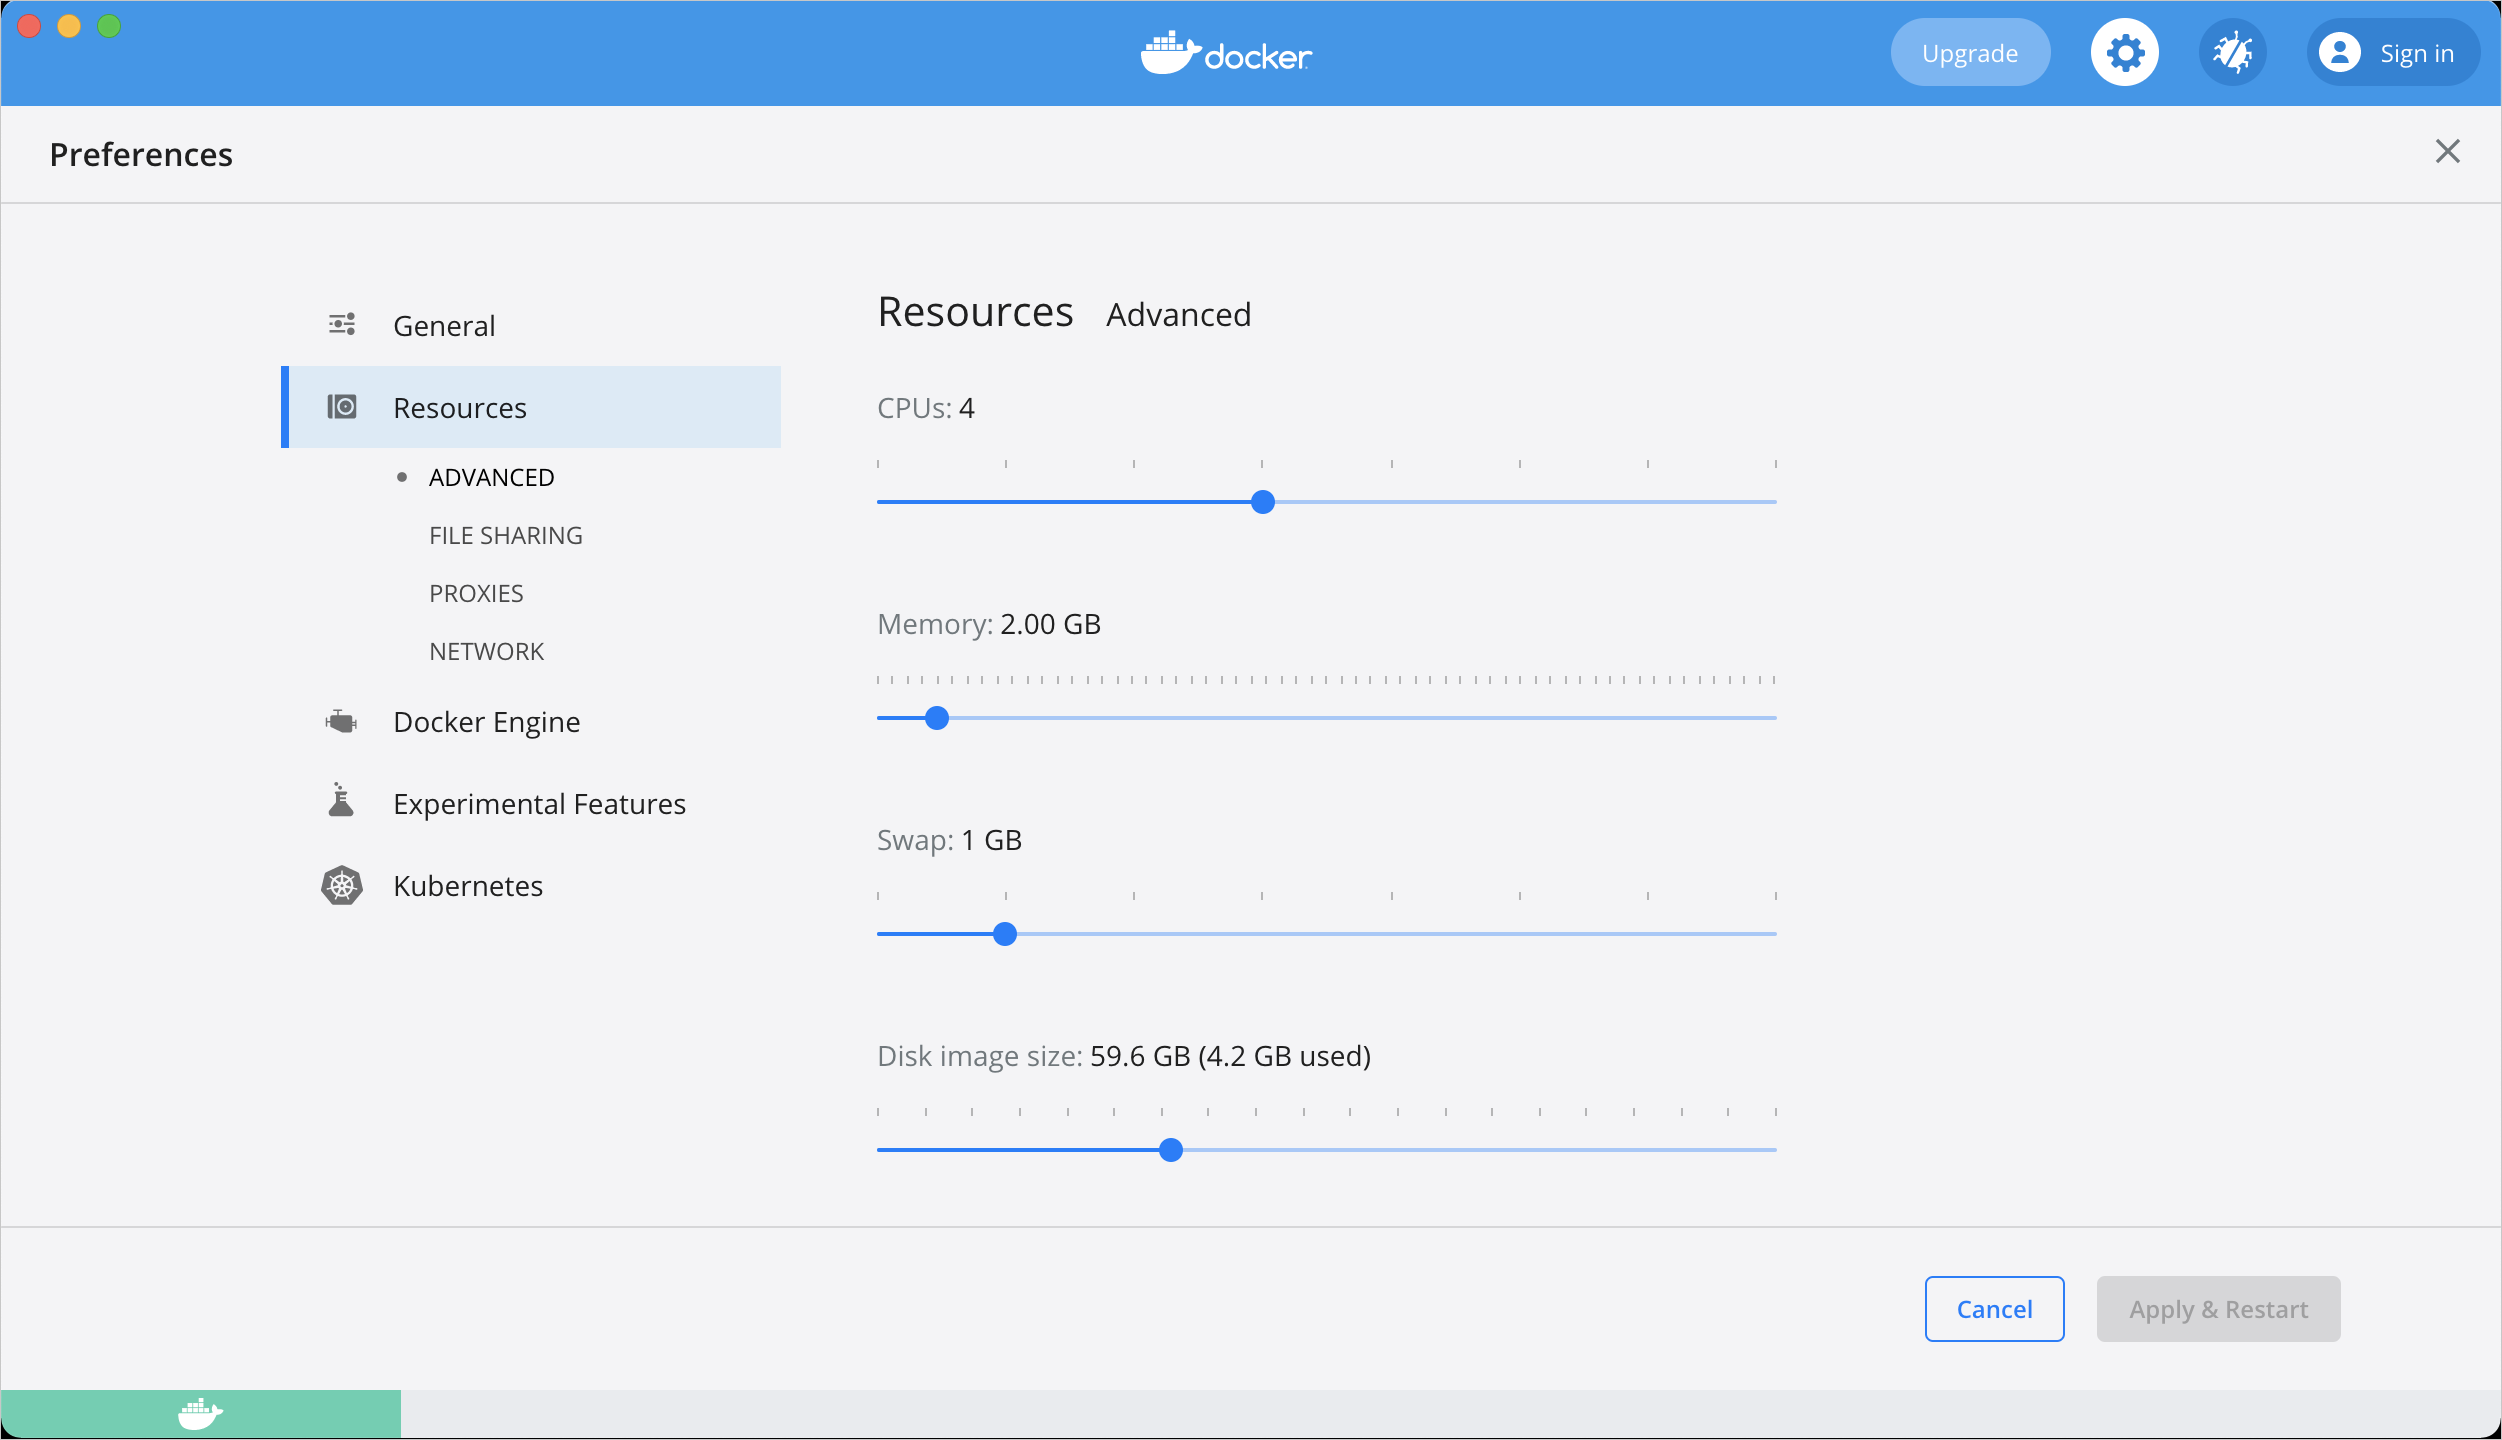 docker
Upgrade
Sign in
Preferences
General
Resources
ADVANCED
FILE SHARING
PROXIES
NETWORK
Docker Engine
Experimental Features
Kubernetes
Resources Advanced
CPUs: 4
Memory: 2.00 GB
Swap: 1 GB
Disk image size: 59.6 GB (4.2 GB used)
Cancel
Apply & Restart